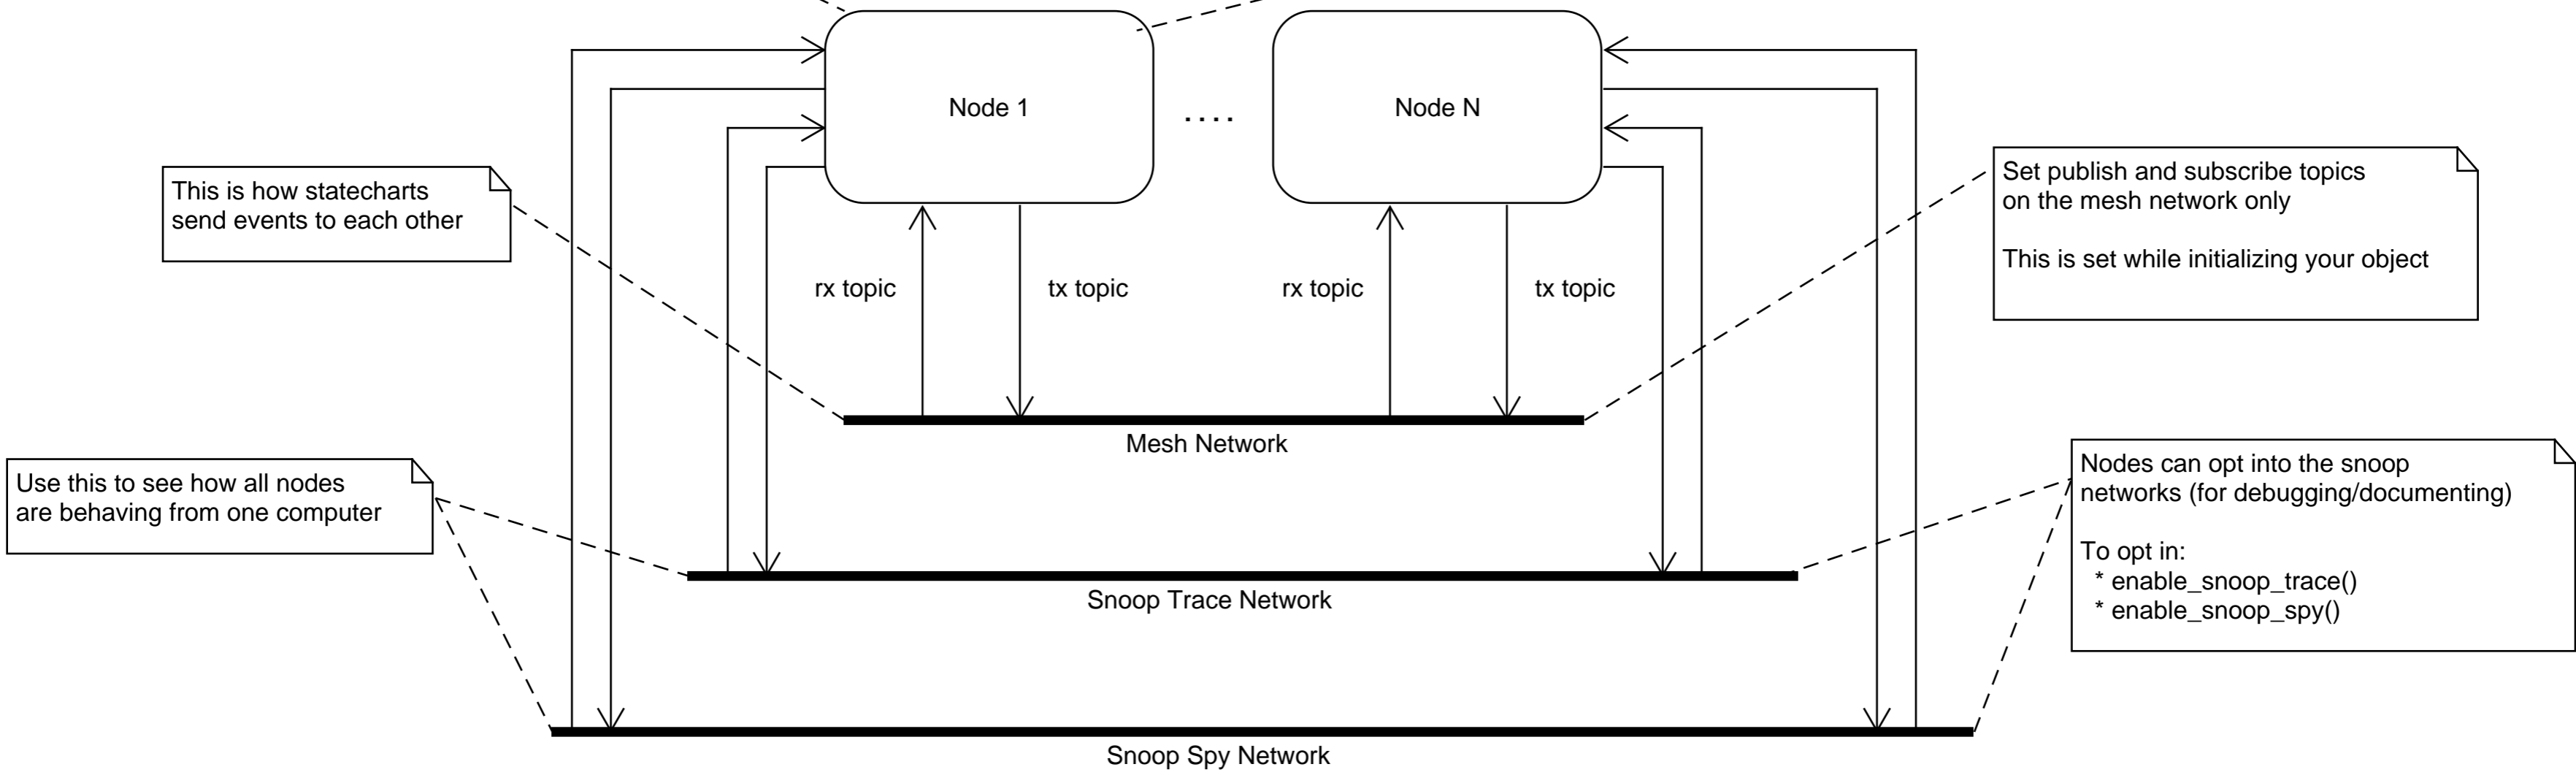 Node 1
....
Node N
This is how statecharts
send events to each other
Set publish and subscribe topics
on the mesh network only
This is set while initializing your object
rx topic
tx topic
rx topic
tx topic
Mesh Network
Use this to see how all nodes
are behaving from one computer
Nodes can opt into the snoop
networks (for debugging/documenting)
To opt in:
* enable_snoop_trace()
* enable_snoop_spy()
Snoop Trace Network
Snoop Spy Network